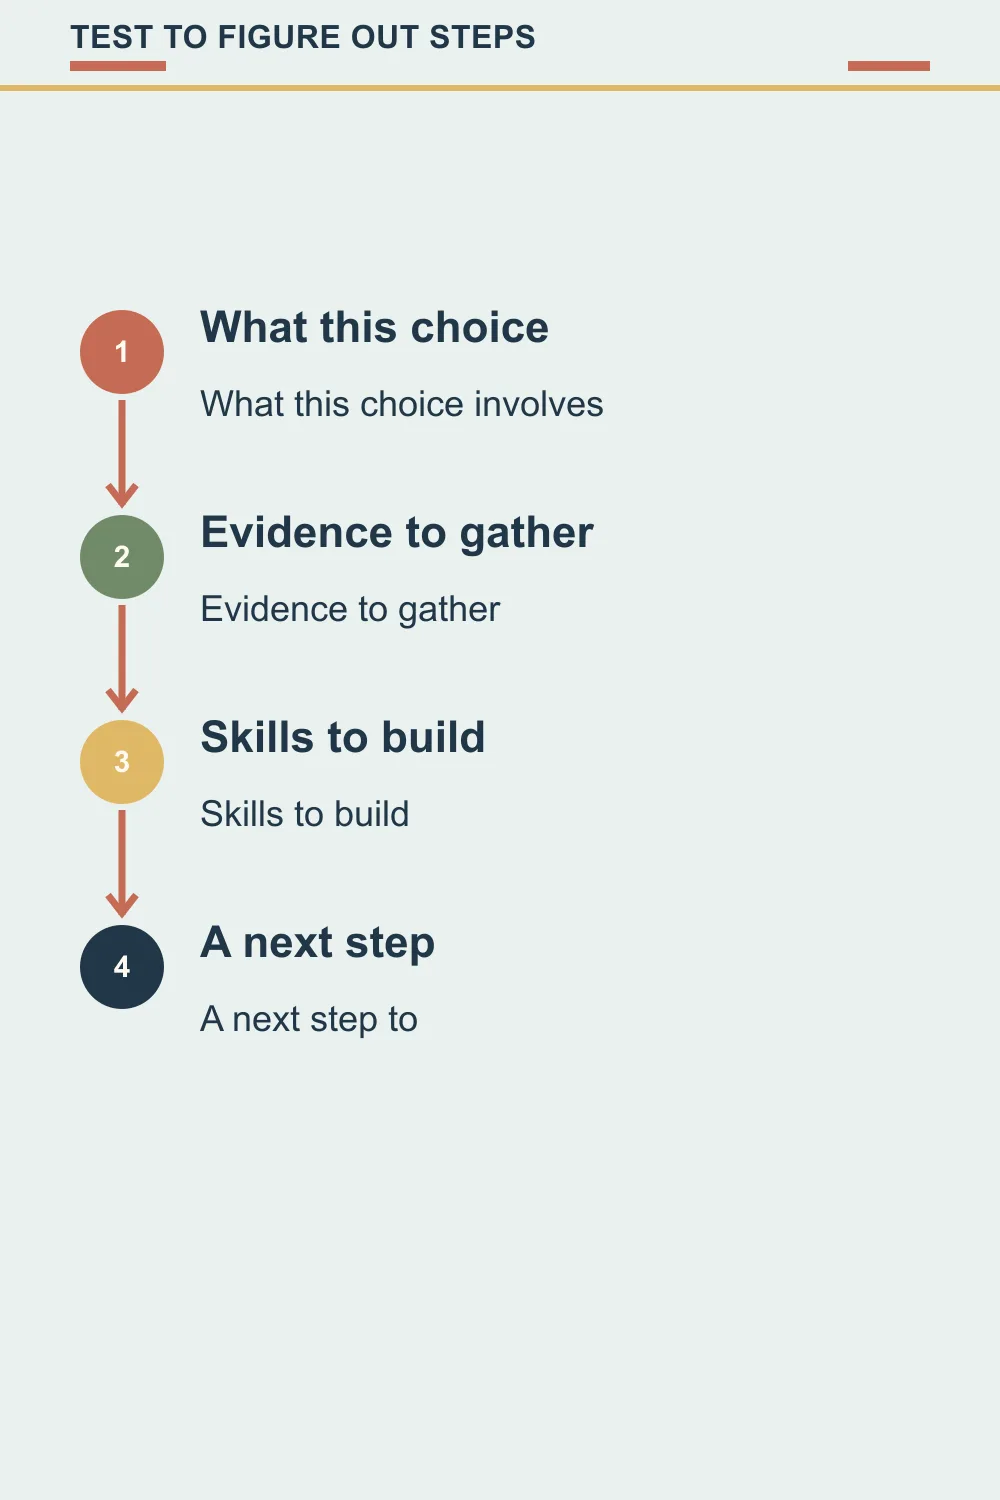 TEST TO FIGURE OUT STEPS
1
What this choice
What this choice involves
2
Evidence to gather
Evidence to gather
3
Skills to build
Skills to build
4
A next step
A next step to